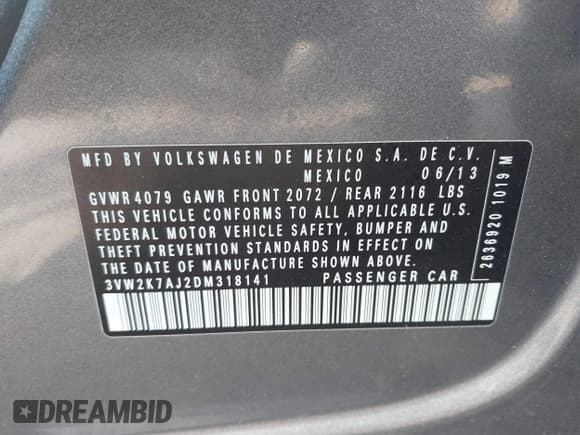 MFD BY VOLKSWAGEN DE MEXICO S.A. DE C.V.
MEXICO 06/13
GVWR 4079 GAWR FRONT 2072 / REAR 2116 LBS
THIS VEHICLE CONFORMS TO ALL APPLICABLE U.S.
FEDERAL MOTOR VEHICLE SAFETY, BUMPER AND
THEFT PREVENTION STANDARDS IN EFFECT ON
THE DATE OF MANUFACTURE SHOWN ABOVE.
3VW2K7AJ2DM318141 PASSENGER CAR
2636920 1019 M
DREAMBID